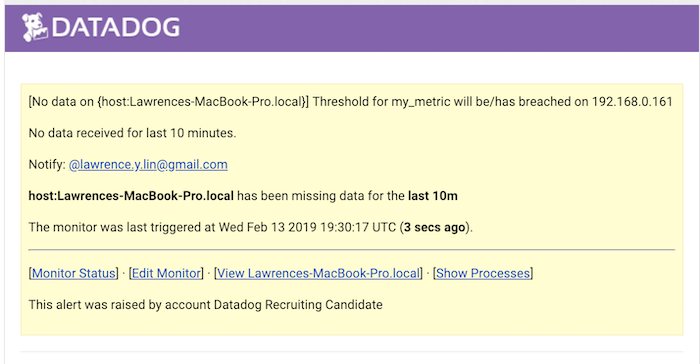 DATADOG
[No data on {host:Lawrences-MacBook-Pro.local}] Threshold for my_metric will be/has breached on 192.168.0.161
No data received for last 10 minutes.
Notify: @lawrence.y.lin@gmail.com
host:Lawrences-MacBook-Pro.local has been missing data for the last 10m
The monitor was last triggered at Wed Feb 13 2019 19:30:17 UTC (3 secs ago).
[Monitor Status] · [Edit Monitor] · [View Lawrences-MacBook-Pro.local] · [Show Processes]
This alert was raised by account Datadog Recruiting Candidate